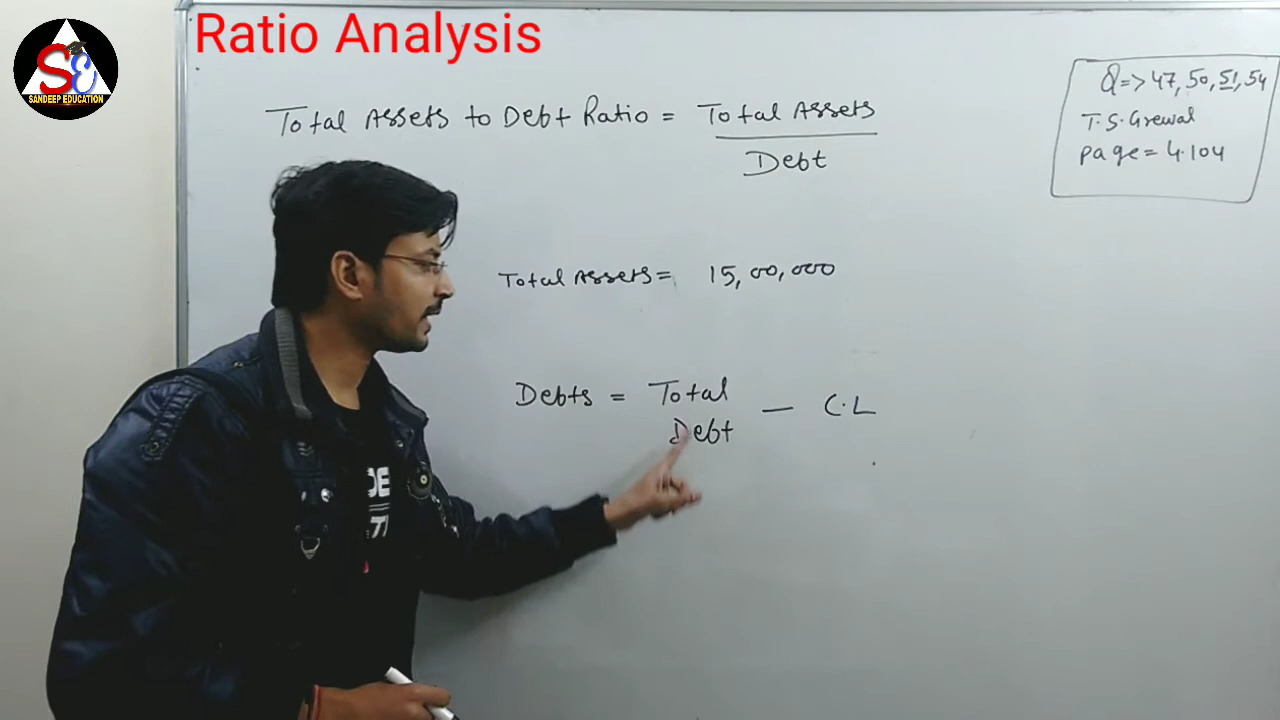 Ratio Analysis
SE
SANDEEP EDUCATION
Q=> 47, 50, 51, 54
T.S. Grewal
page = 4.104
Total Assets to Debt Ratio = Total Assets
Debt
Total Assets = 15,00,000
Debts = Total Debt — C.L